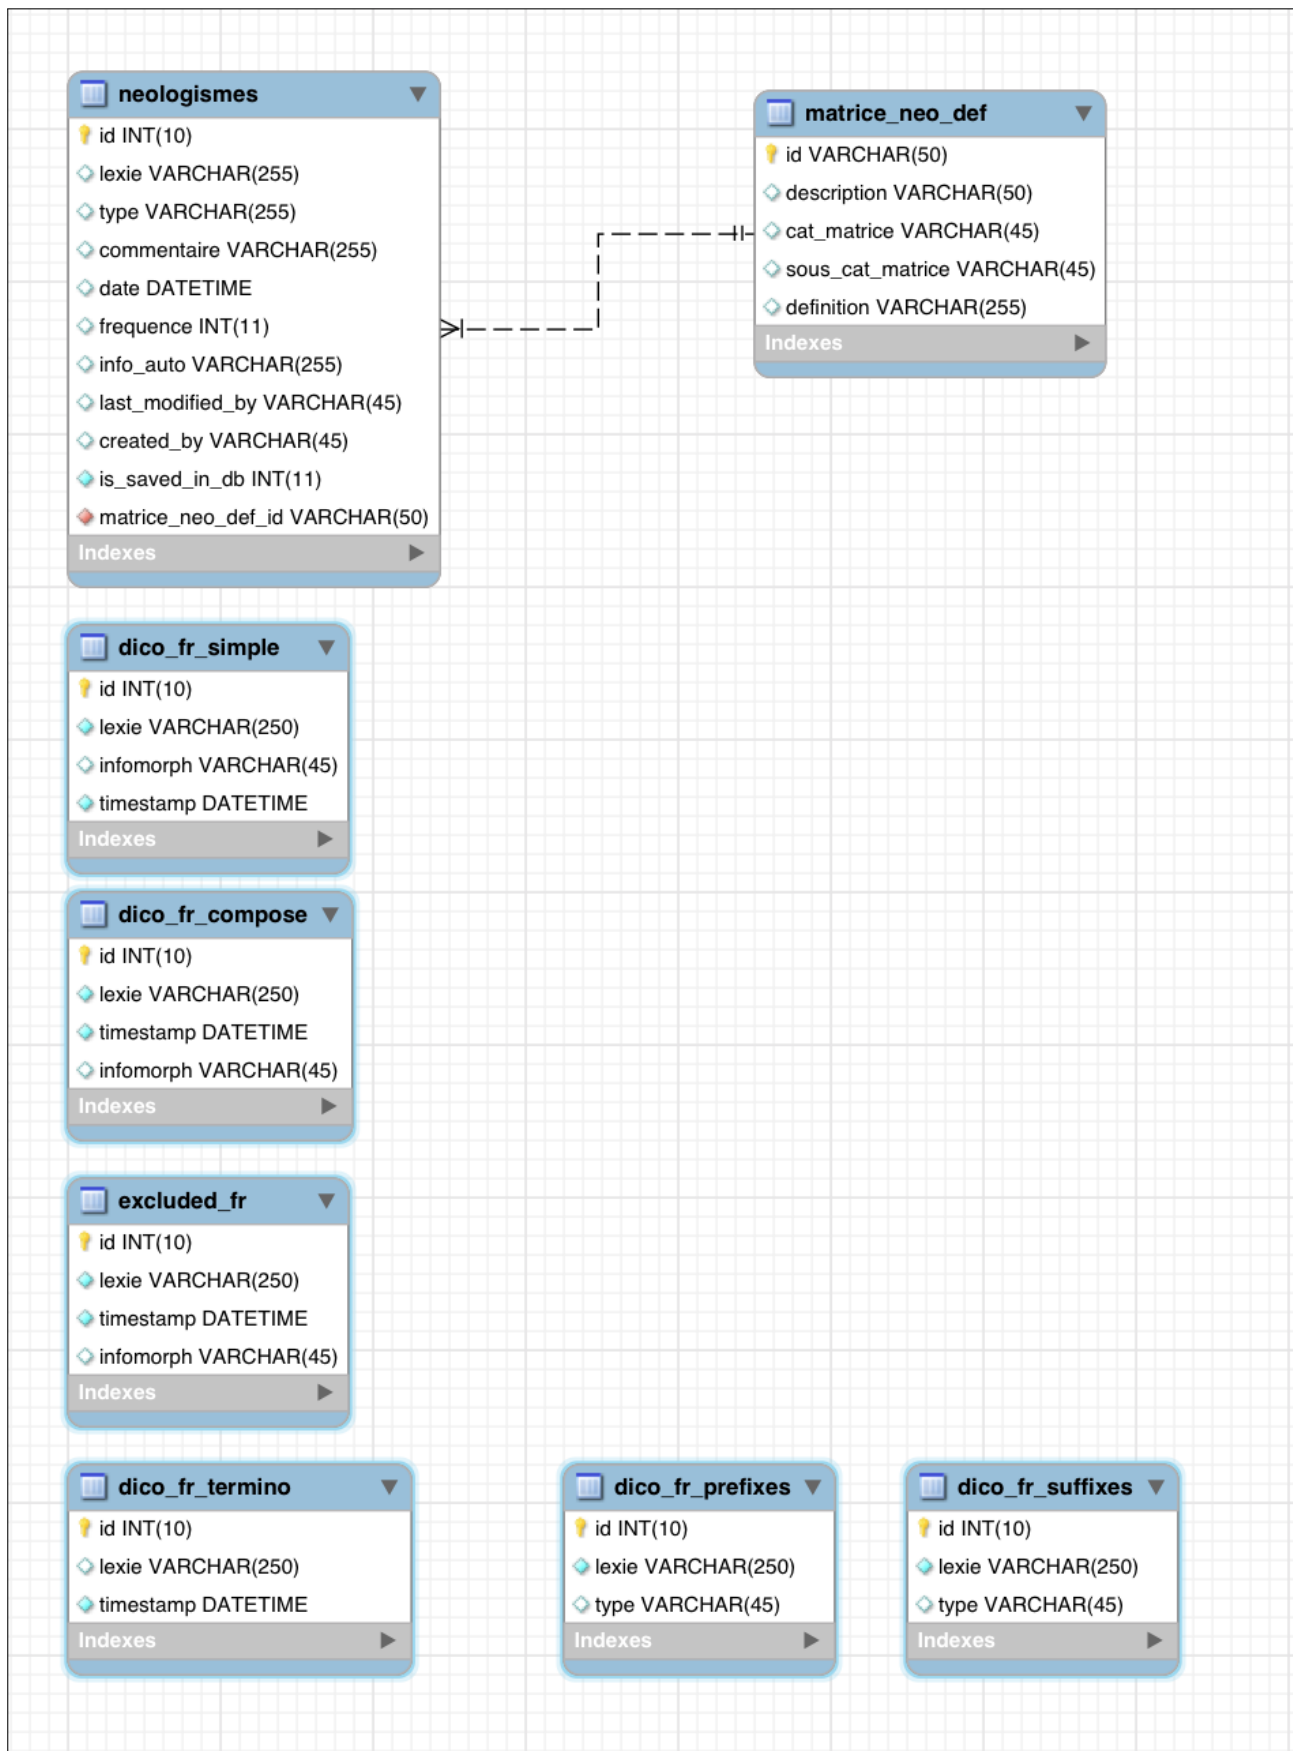 neologismes
id INT(10)
lexie VARCHAR(255)
type VARCHAR(255)
commentaire VARCHAR(255)
date DATETIME
frequence INT(11)
info_auto VARCHAR(255)
last_modified_by VARCHAR(45)
created_by VARCHAR(45)
is_saved_in_db INT(11)
matrice_neo_def_id VARCHAR(50)
Indexes
matrice_neo_def
id VARCHAR(50)
description VARCHAR(50)
cat_matrice VARCHAR(45)
sous_cat_matrice VARCHAR(45)
definition VARCHAR(255)
Indexes
dico_fr_simple
id INT(10)
lexie VARCHAR(250)
infomorph VARCHAR(45)
timestamp DATETIME
Indexes
dico_fr_compose
id INT(10)
lexie VARCHAR(250)
timestamp DATETIME
infomorph VARCHAR(45)
Indexes
excluded_fr
id INT(10)
lexie VARCHAR(250)
timestamp DATETIME
infomorph VARCHAR(45)
Indexes
dico_fr_termino
id INT(10)
lexie VARCHAR(250)
timestamp DATETIME
Indexes
dico_fr_prefixes
id INT(10)
lexie VARCHAR(250)
type VARCHAR(45)
Indexes
dico_fr_suffixes
id INT(10)
lexie VARCHAR(250)
type VARCHAR(45)
Indexes